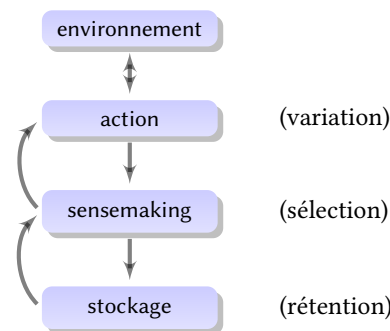 environnement
action (variation)
sensemaking (sélection)
stockage (rétention)